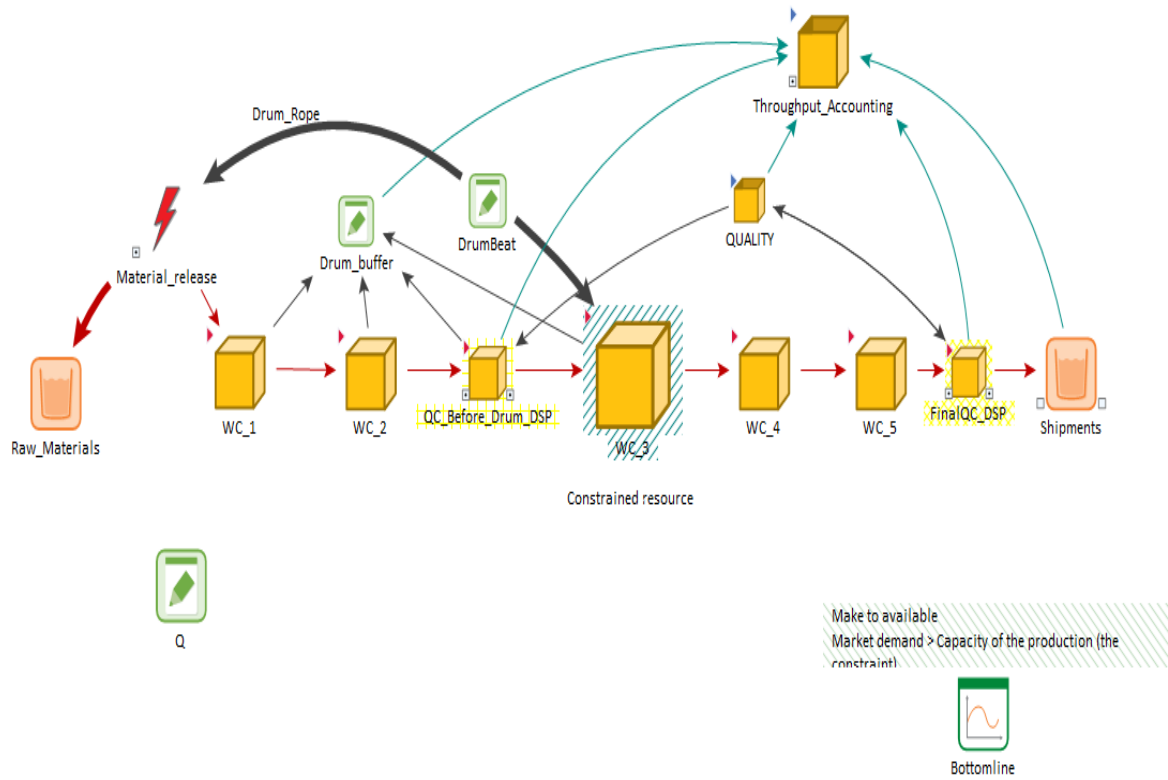 Throughput_Accounting
Drum_Rope
QUALITY
DrumBeat
Drum_buffer
Material_release
WC_1
WC_2
QC_Before_Drum_DSP
WC_3
WC_4
WC_5
FinalQC_DSP
Shipments
Raw_Materials
Constrained resource
Q
Make to available
Market demand > Capacity of the production (the
constraint)
Bottomline